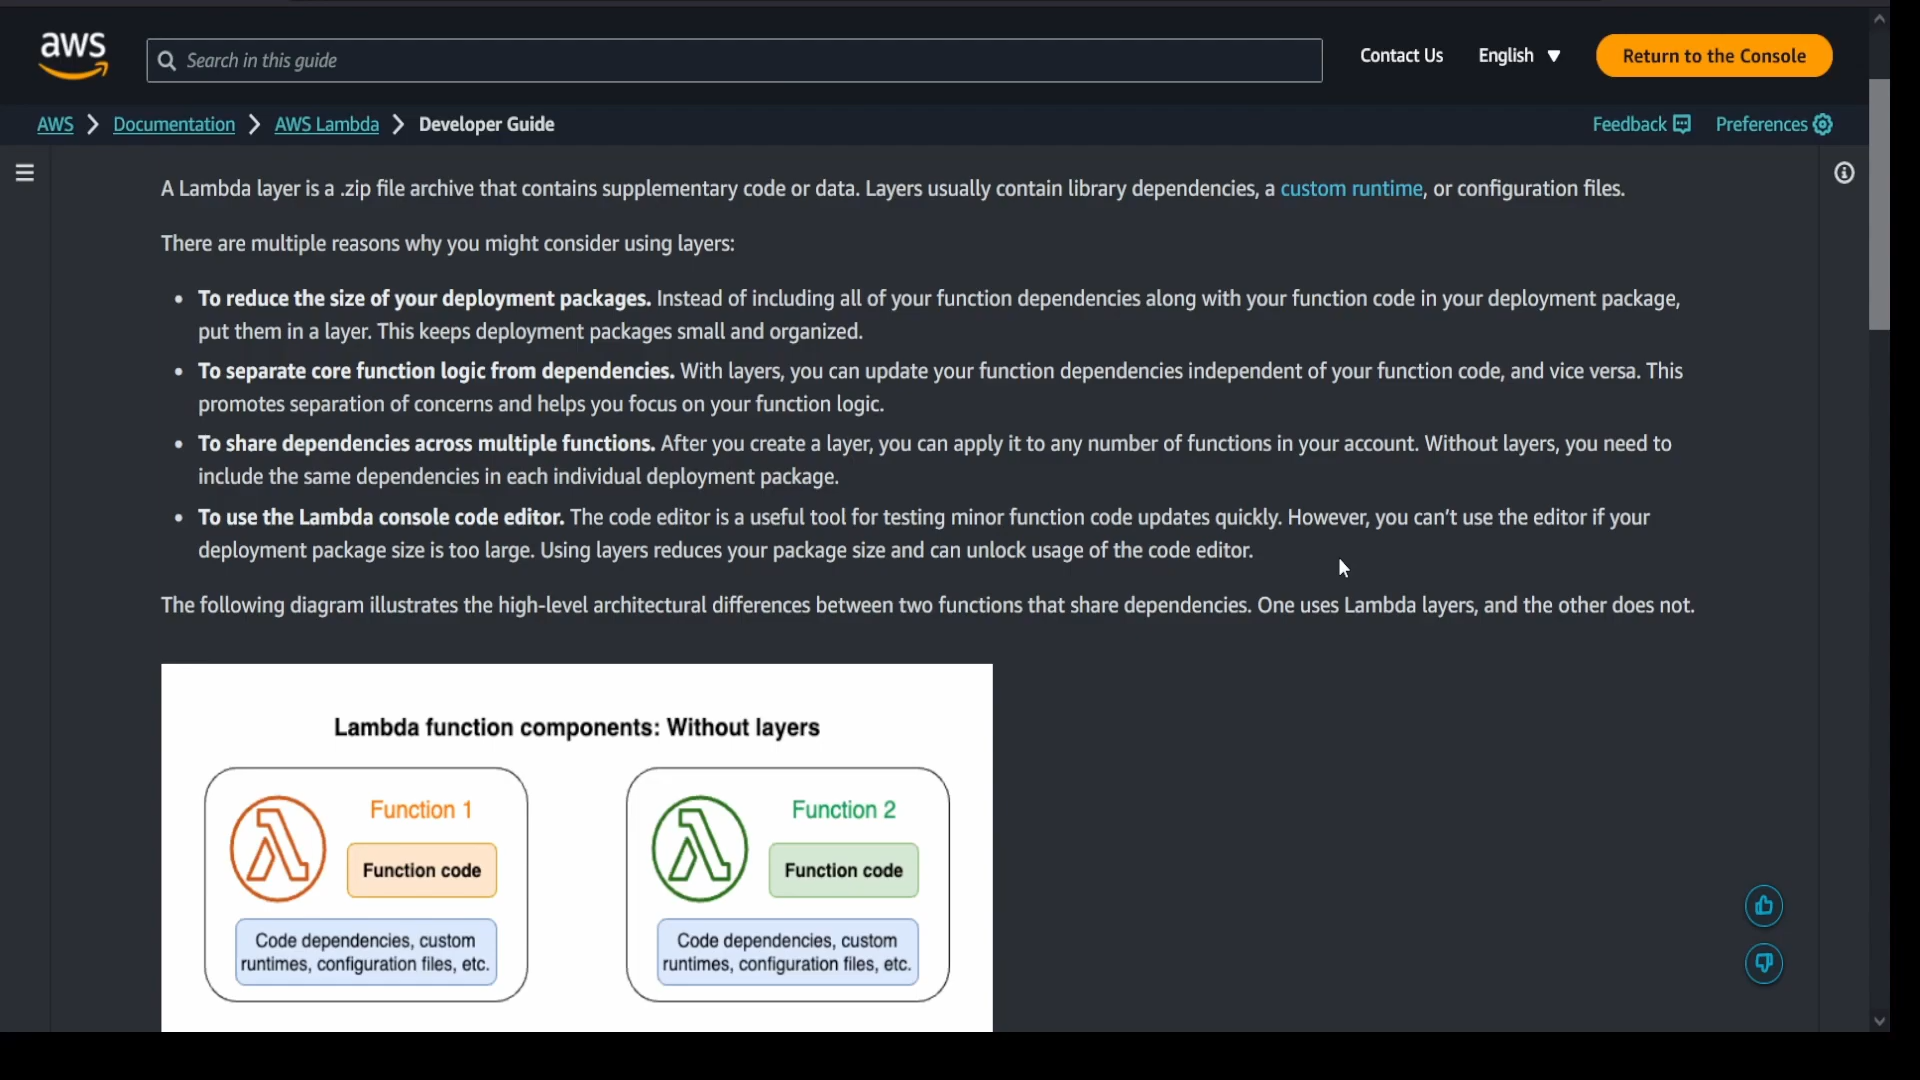 aws
Search in this guide
Contact Us
English
Return to the Console
AWS
Documentation
AWS Lambda
Developer Guide
Feedback
Preferences
A Lambda layer is a .zip file archive that contains supplementary code or data. Layers usually contain library dependencies, a custom runtime, or configuration files.
There are multiple reasons why you might consider using layers:
• To reduce the size of your deployment packages. Instead of including all of your function dependencies along with your function code in your deployment package,
put them in a layer. This keeps deployment packages small and organized.
• To separate core function logic from dependencies. With layers, you can update your function dependencies independent of your function code, and vice versa. This
promotes separation of concerns and helps you focus on your function logic.
• To share dependencies across multiple functions. After you create a layer, you can apply it to any number of functions in your account. Without layers, you need to
include the same dependencies in each individual deployment package.
• To use the Lambda console code editor. The code editor is a useful tool for testing minor function code updates quickly. However, you can’t use the editor if your
deployment package size is too large. Using layers reduces your package size and can unlock usage of the code editor.
The following diagram illustrates the high-level architectural differences between two functions that share dependencies. One uses Lambda layers, and the other does not.
Lambda function components: Without layers
Function 1
Function code
Code dependencies, custom
runtimes, configuration files, etc.
Function 2
Function code
Code dependencies, custom
runtimes, configuration files, etc.